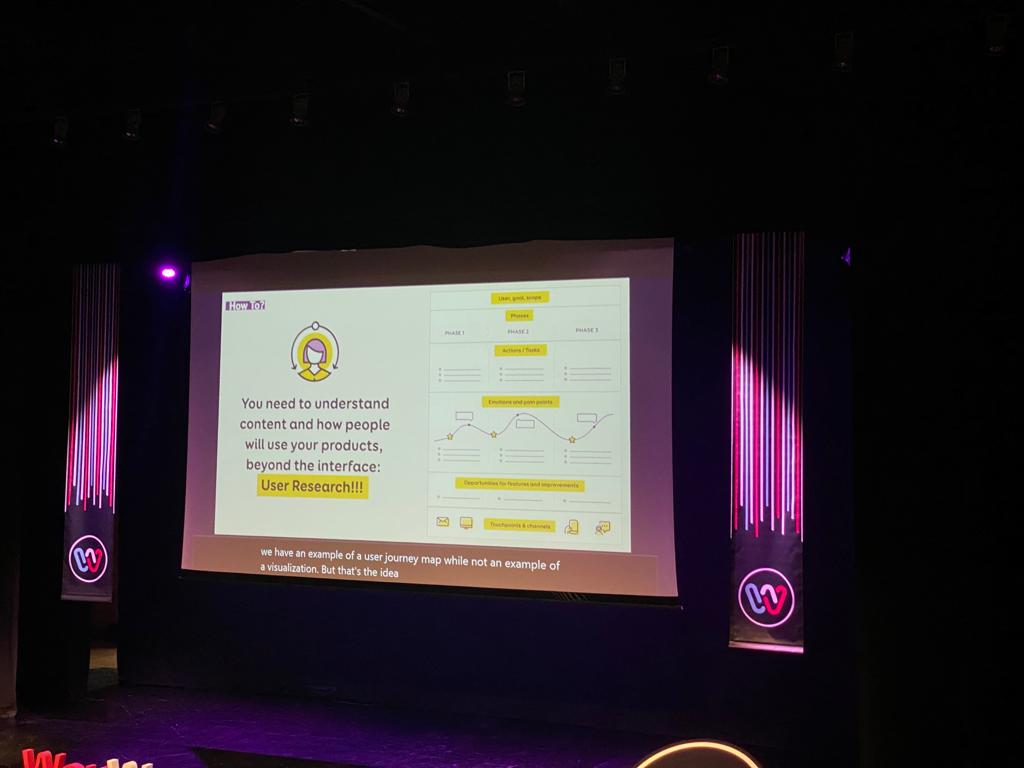 How To?
You need to understand
content and how people
will use your products,
beyond the interface:
User Research!!!
User, goal, scope
Phases
PHASE 1
PHASE 2
PHASE 3
Actions / Tasks
Emotions and pain points
Opportunities for features and improvements
Touchpoints & channels
we have an example of a user journey map while not an example of
a visualization. But that's the idea